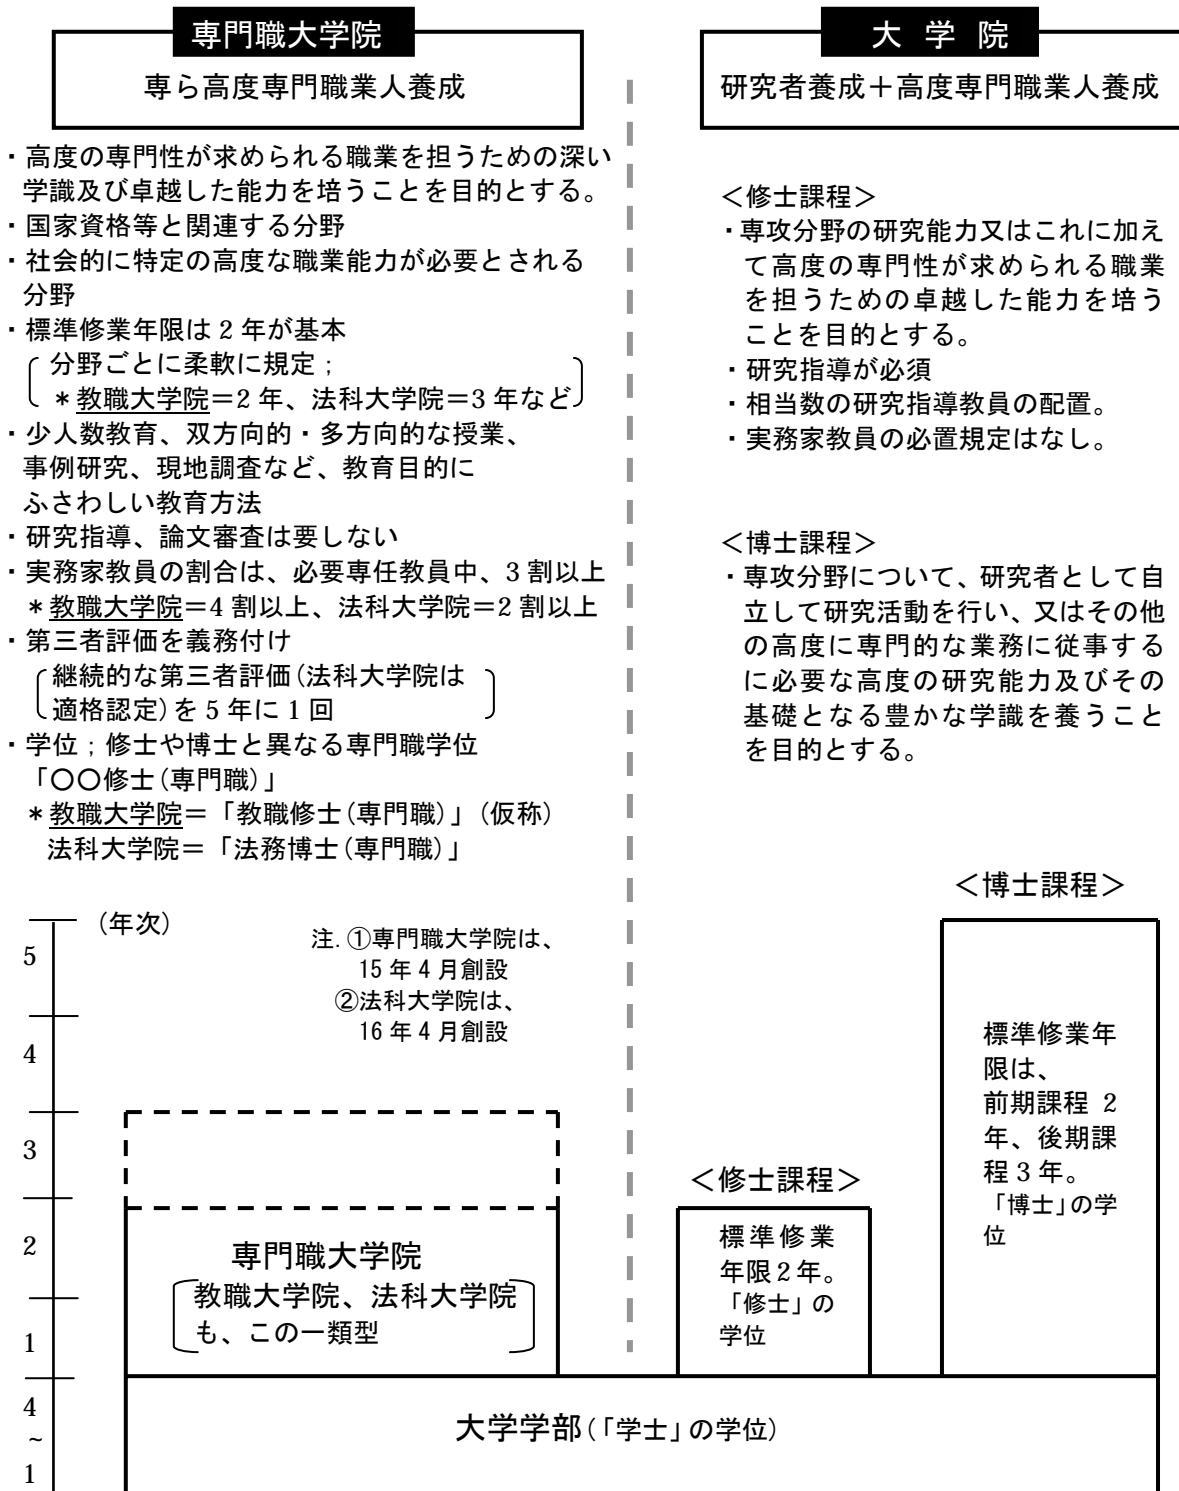 専門職大学院
専ら高度専門職業人養成
・高度の専門性が求められる職業を担うための深い
学識及び卓越した能力を培うことを目的とする。
・国家資格等と関連する分野
・社会的に特定の高度な職業能力が必要とされる
分野
・標準修業年限は2年が基本
分野ごとに柔軟に規定；
＊教職大学院＝2年、法科大学院＝3年など
・少人数教育、双方向的・多方向的な授業、
事例研究、現地調査など、教育目的に
ふさわしい教育方法
・研究指導、論文審査は要しない
・実務家教員の割合は、必要専任教員中、3割以上
＊教職大学院＝4割以上、法科大学院＝2割以上
・第三者評価を義務付け
継続的な第三者評価(法科大学院は
適格認定)を5年に1回
・学位；修士や博士と異なる専門職学位
「〇〇修士(専門職)」
＊教職大学院＝「教職修士(専門職)」(仮称)
法科大学院＝「法務博士(専門職)」
大 学 院
研究者養成＋高度専門職業人養成
＜修士課程＞
・専攻分野の研究能力又はこれに加え
て高度の専門性が求められる職業
を担うための卓越した能力を培う
ことを目的とする。
・研究指導が必須
・相当数の研究指導教員の配置。
・実務家教員の必置規定はなし。
＜博士課程＞
・専攻分野について、研究者として自
立して研究活動を行い、又はその他
の高度に専門的な業務に従事する
に必要な高度の研究能力及びその
基礎となる豊かな学識を養うこと
を目的とする。
(年次)
5
4
3
2
1
4
～
1
注.①専門職大学院は、
15年4月創設
②法科大学院は、
16年4月創設
専門職大学院
教職大学院、法科大学院
も、この一類型
＜修士課程＞
標準修業
年限2年。
「修士」の
学位
＜博士課程＞
標準修業年
限は、
前期課程 2
年、後期課
程3年。
「博士」の学
位
大学学部(「学士」の学位)